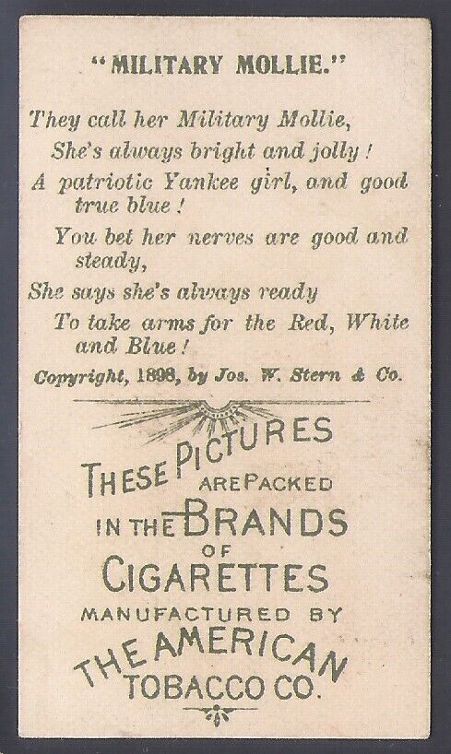 "MILITARY MOLLIE."
They call her Military Mollie,
She's always bright and jolly!
A patriotic Yankee girl, and good
true blue!
You bet her nerves are good and
steady,
She says she's always ready
To take arms for the Red, White
and Blue!
Copyright, 1898, by Jos. W. Stern & Co.
THESE PICTURES
ARE PACKED
IN THE BRANDS
OF
CIGARETTES
MANUFACTURED BY
THE AMERICAN
TOBACCO CO.